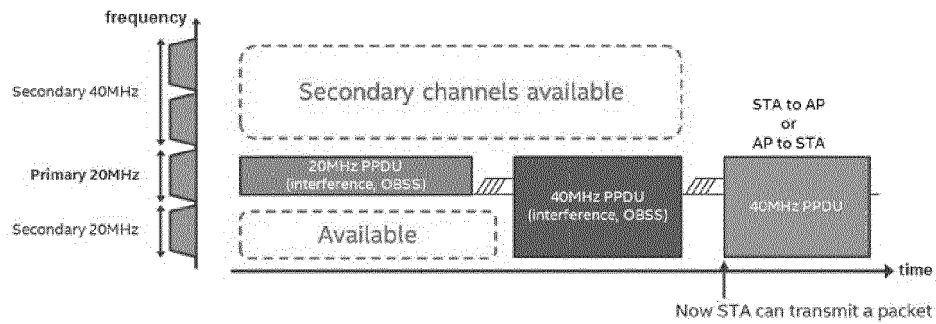 frequency
Secondary 40MHz
Secondary channels available
STA to AP
or
AP to STA
Primary 20MHz
20MHz PPDU
(interference, OBSS)
40MHz PPDU
(interference, OBSS)
40MHz PPDU
Secondary 20MHz
Available
time
Now STA can transmit a packet